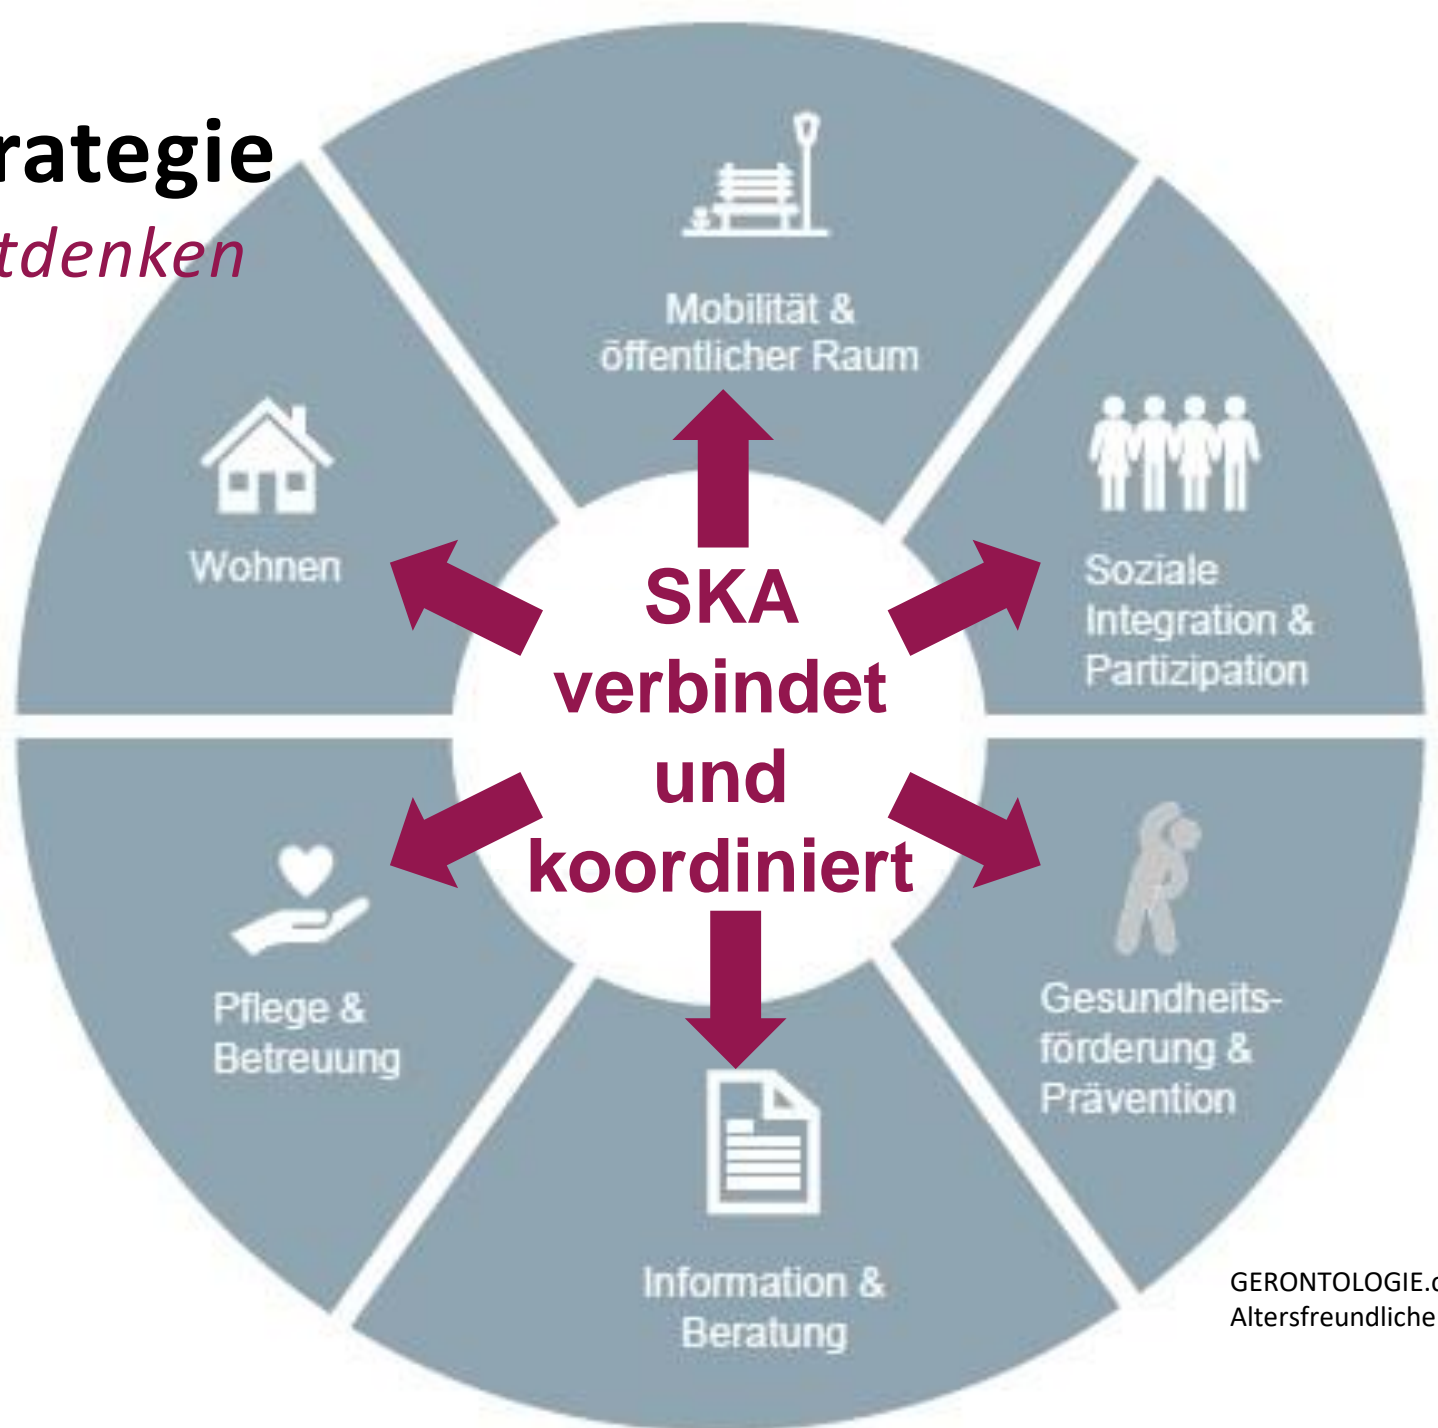 rategie
tdenken
Mobilität &
öffentlicher Raum
Wohnen
Soziale
Integration &
Partizipation
SKA
verbindet
und
koordiniert
Pflege &
Betreuung
Gesundheits-
förderung &
Prävention
Information &
Beratung
GERONTOLOGIE.c
Altersfreundliche